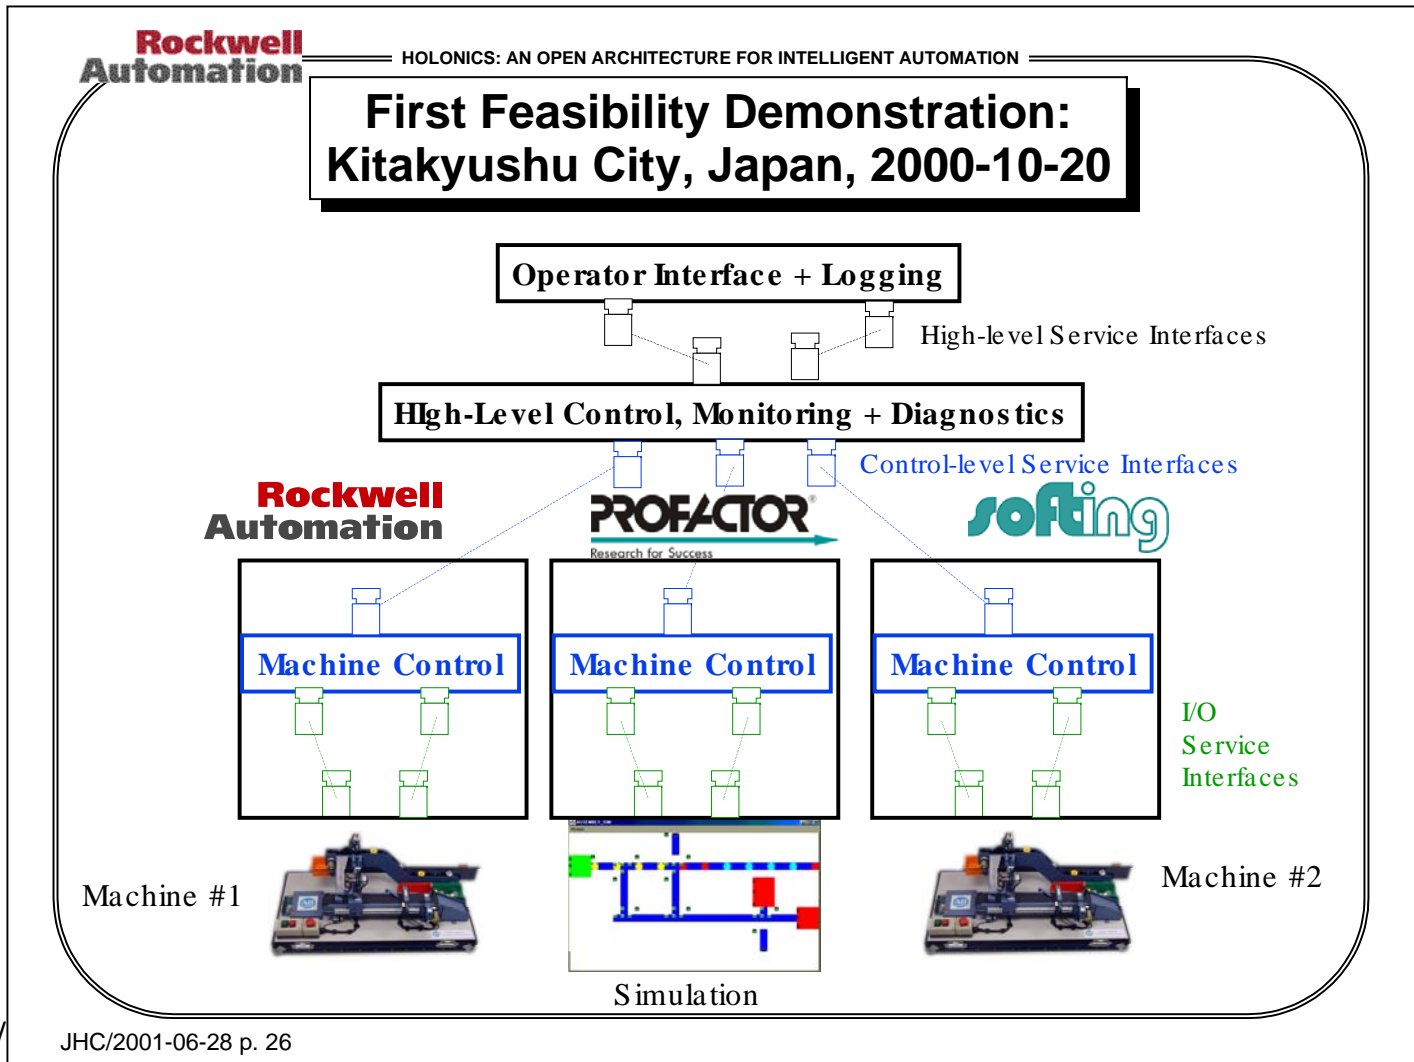 Rockwell
Automation
HOLONICS: AN OPEN ARCHITECTURE FOR INTELLIGENT AUTOMATION
First Feasibility Demonstration:
Kitakyushu City, Japan, 2000-10-20
Operator Interface + Logging
High-level Service Interfaces
HIgh-Level Control, Monitoring + Diagnostics
Control-level Service Interfaces
Rockwell
Automation
PROFACTOR®
Research for Success
softing
Machine Control
Machine Control
Machine Control
I/O
Service
Interfaces
Machine #1
Machine #2
Simulation
JHC/2001-06-28 p. 26